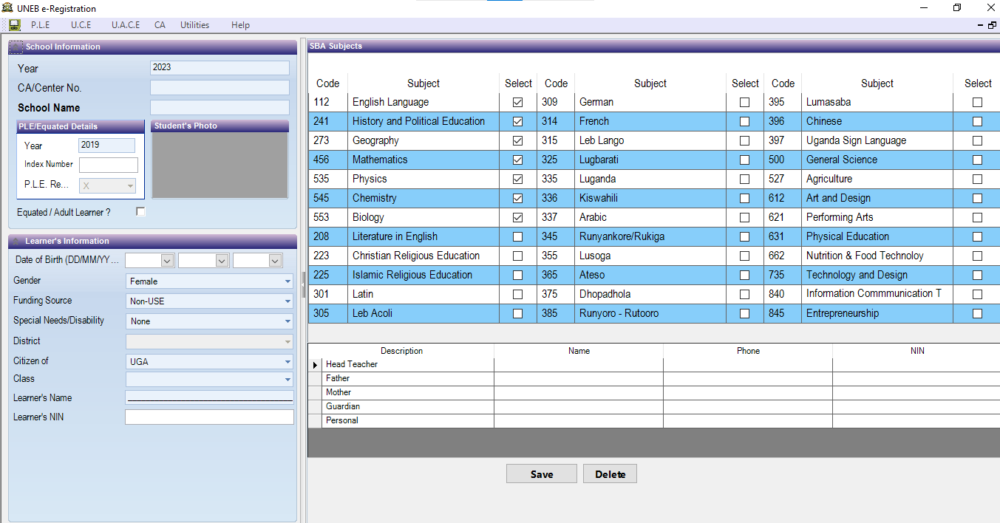 UNEB e-Registration
P.L.E U.C.E U.A.C.E CA Utilities Help
School Information
Year 2023
CA/Center No.
School Name
PLE/Equated Details
Year 2019
Index Number
P.L.E. Re... X
Student's Photo
Equated / Adult Learner ?
Learner's Information
Date of Birth (DD/MM/YY ...
Gender Female
Funding Source Non-USE
Special Needs/Disability None
District
Citizen of UGA
Class
Learner's Name
Learner's NIN
SBA Subjects
Code Subject Select Code Subject Select Code Subject Select
112 English Language 309 German 395 Lumasaba
241 History and Political Education 314 French 396 Chinese
273 Geography 315 Leb Lango 397 Uganda Sign Language
456 Mathematics 325 Lugbarati 500 General Science
535 Physics 335 Luganda 527 Agriculture
545 Chemistry 336 Kiswahili 612 Art and Design
553 Biology 337 Arabic 621 Performing Arts
208 Literature in English 345 Runyankore/Rukiga 631 Physical Education
223 Christian Religious Education 355 Lusoga 662 Nutrition & Food Technoloy
225 Islamic Religious Education 365 Ateso 735 Technology and Design
301 Latin 375 Dhopadhola 840 Information Commmunication T
305 Leb Acoli 385 Runyoro - Rutooro 845 Entrepreneurship
Description Name Phone NIN
Head Teacher
Father
Mother
Guardian
Personal
Save Delete